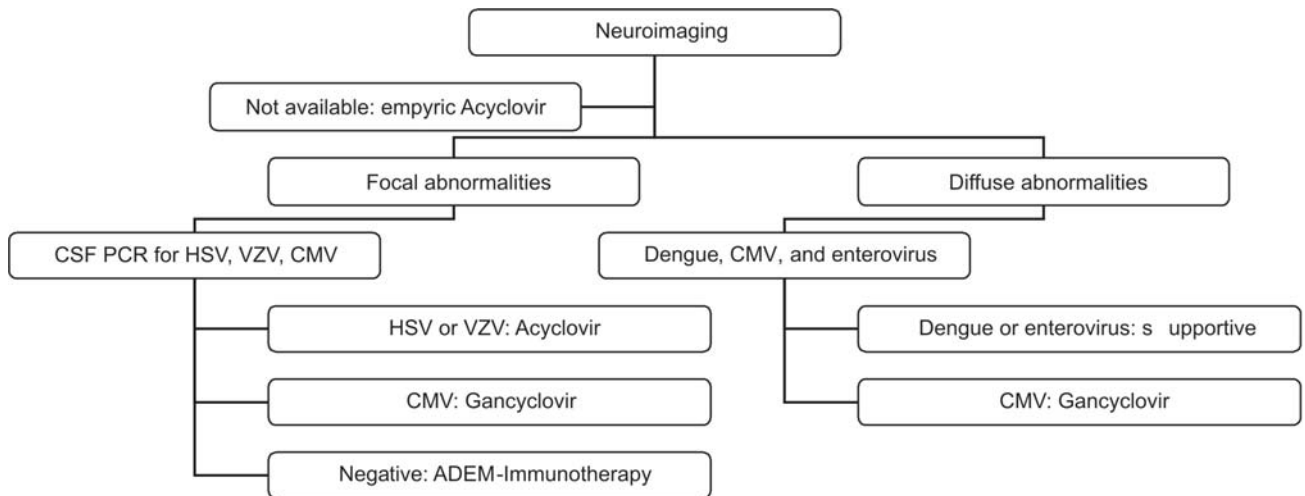 Neuroimaging
Not available: empyric Acyclovir
Focal abnormalities
Diffuse abnormalities
CSF PCR for HSV, VZV, CMV
Dengue, CMV, and enterovirus
HSV or VZV: Acyclovir
Dengue or enterovirus: s upportive
CMV: Gancyclovir
CMV: Gancyclovir
Negative: ADEM-Immunotherapy